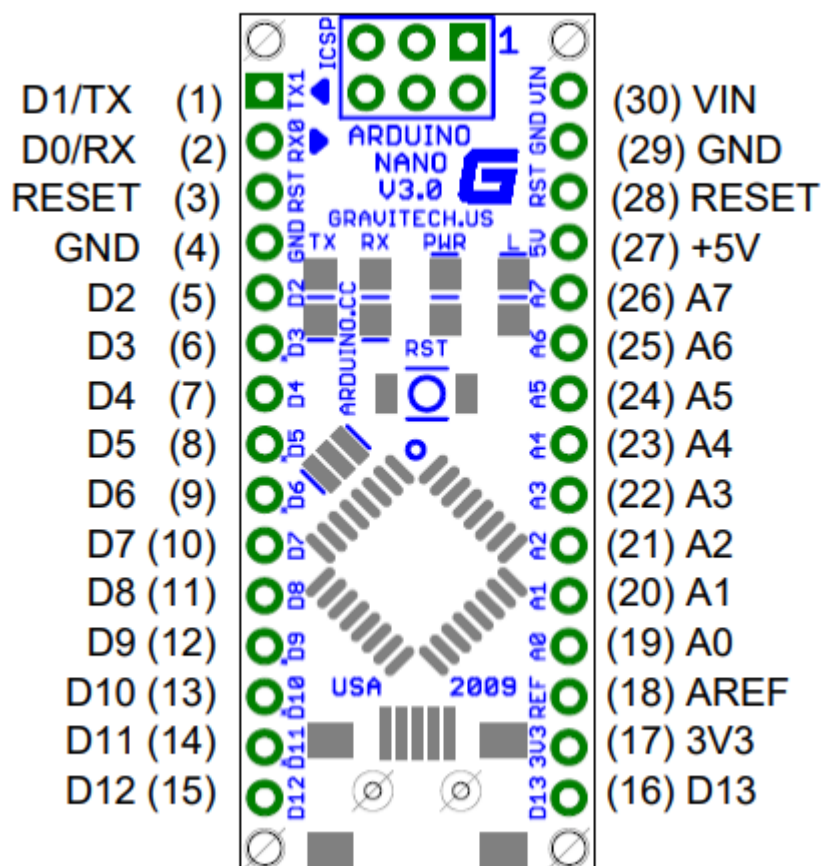 ICSP
1
D1/TX (1) TX1 VIN (30) VIN
D0/RX (2) RX0 ARDUINO GND (29) GND
NANO
RESET (3) RST V3.0 G RST (28) RESET
GRAVITECH.US
GND (4) GND TX RX PWR L 5V (27) +5V
D2 (5) D2 A7 (26) A7
ARDUINO.CC
D3 (6) D3 RST A6 (25) A6
D4 (7) D4 A5 (24) A5
D5 (8) D5 A4 (23) A4
D6 (9) D6 A3 (22) A3
D7 (10) D7 A2 (21) A2
D8 (11) D8 A1 (20) A1
D9 (12) D9 A0 (19) A0
D10 (13) D10 USA 2009 REF (18) AREF
D11 (14) D11 3V3 (17) 3V3
D12 (15) D12 D13 (16) D13